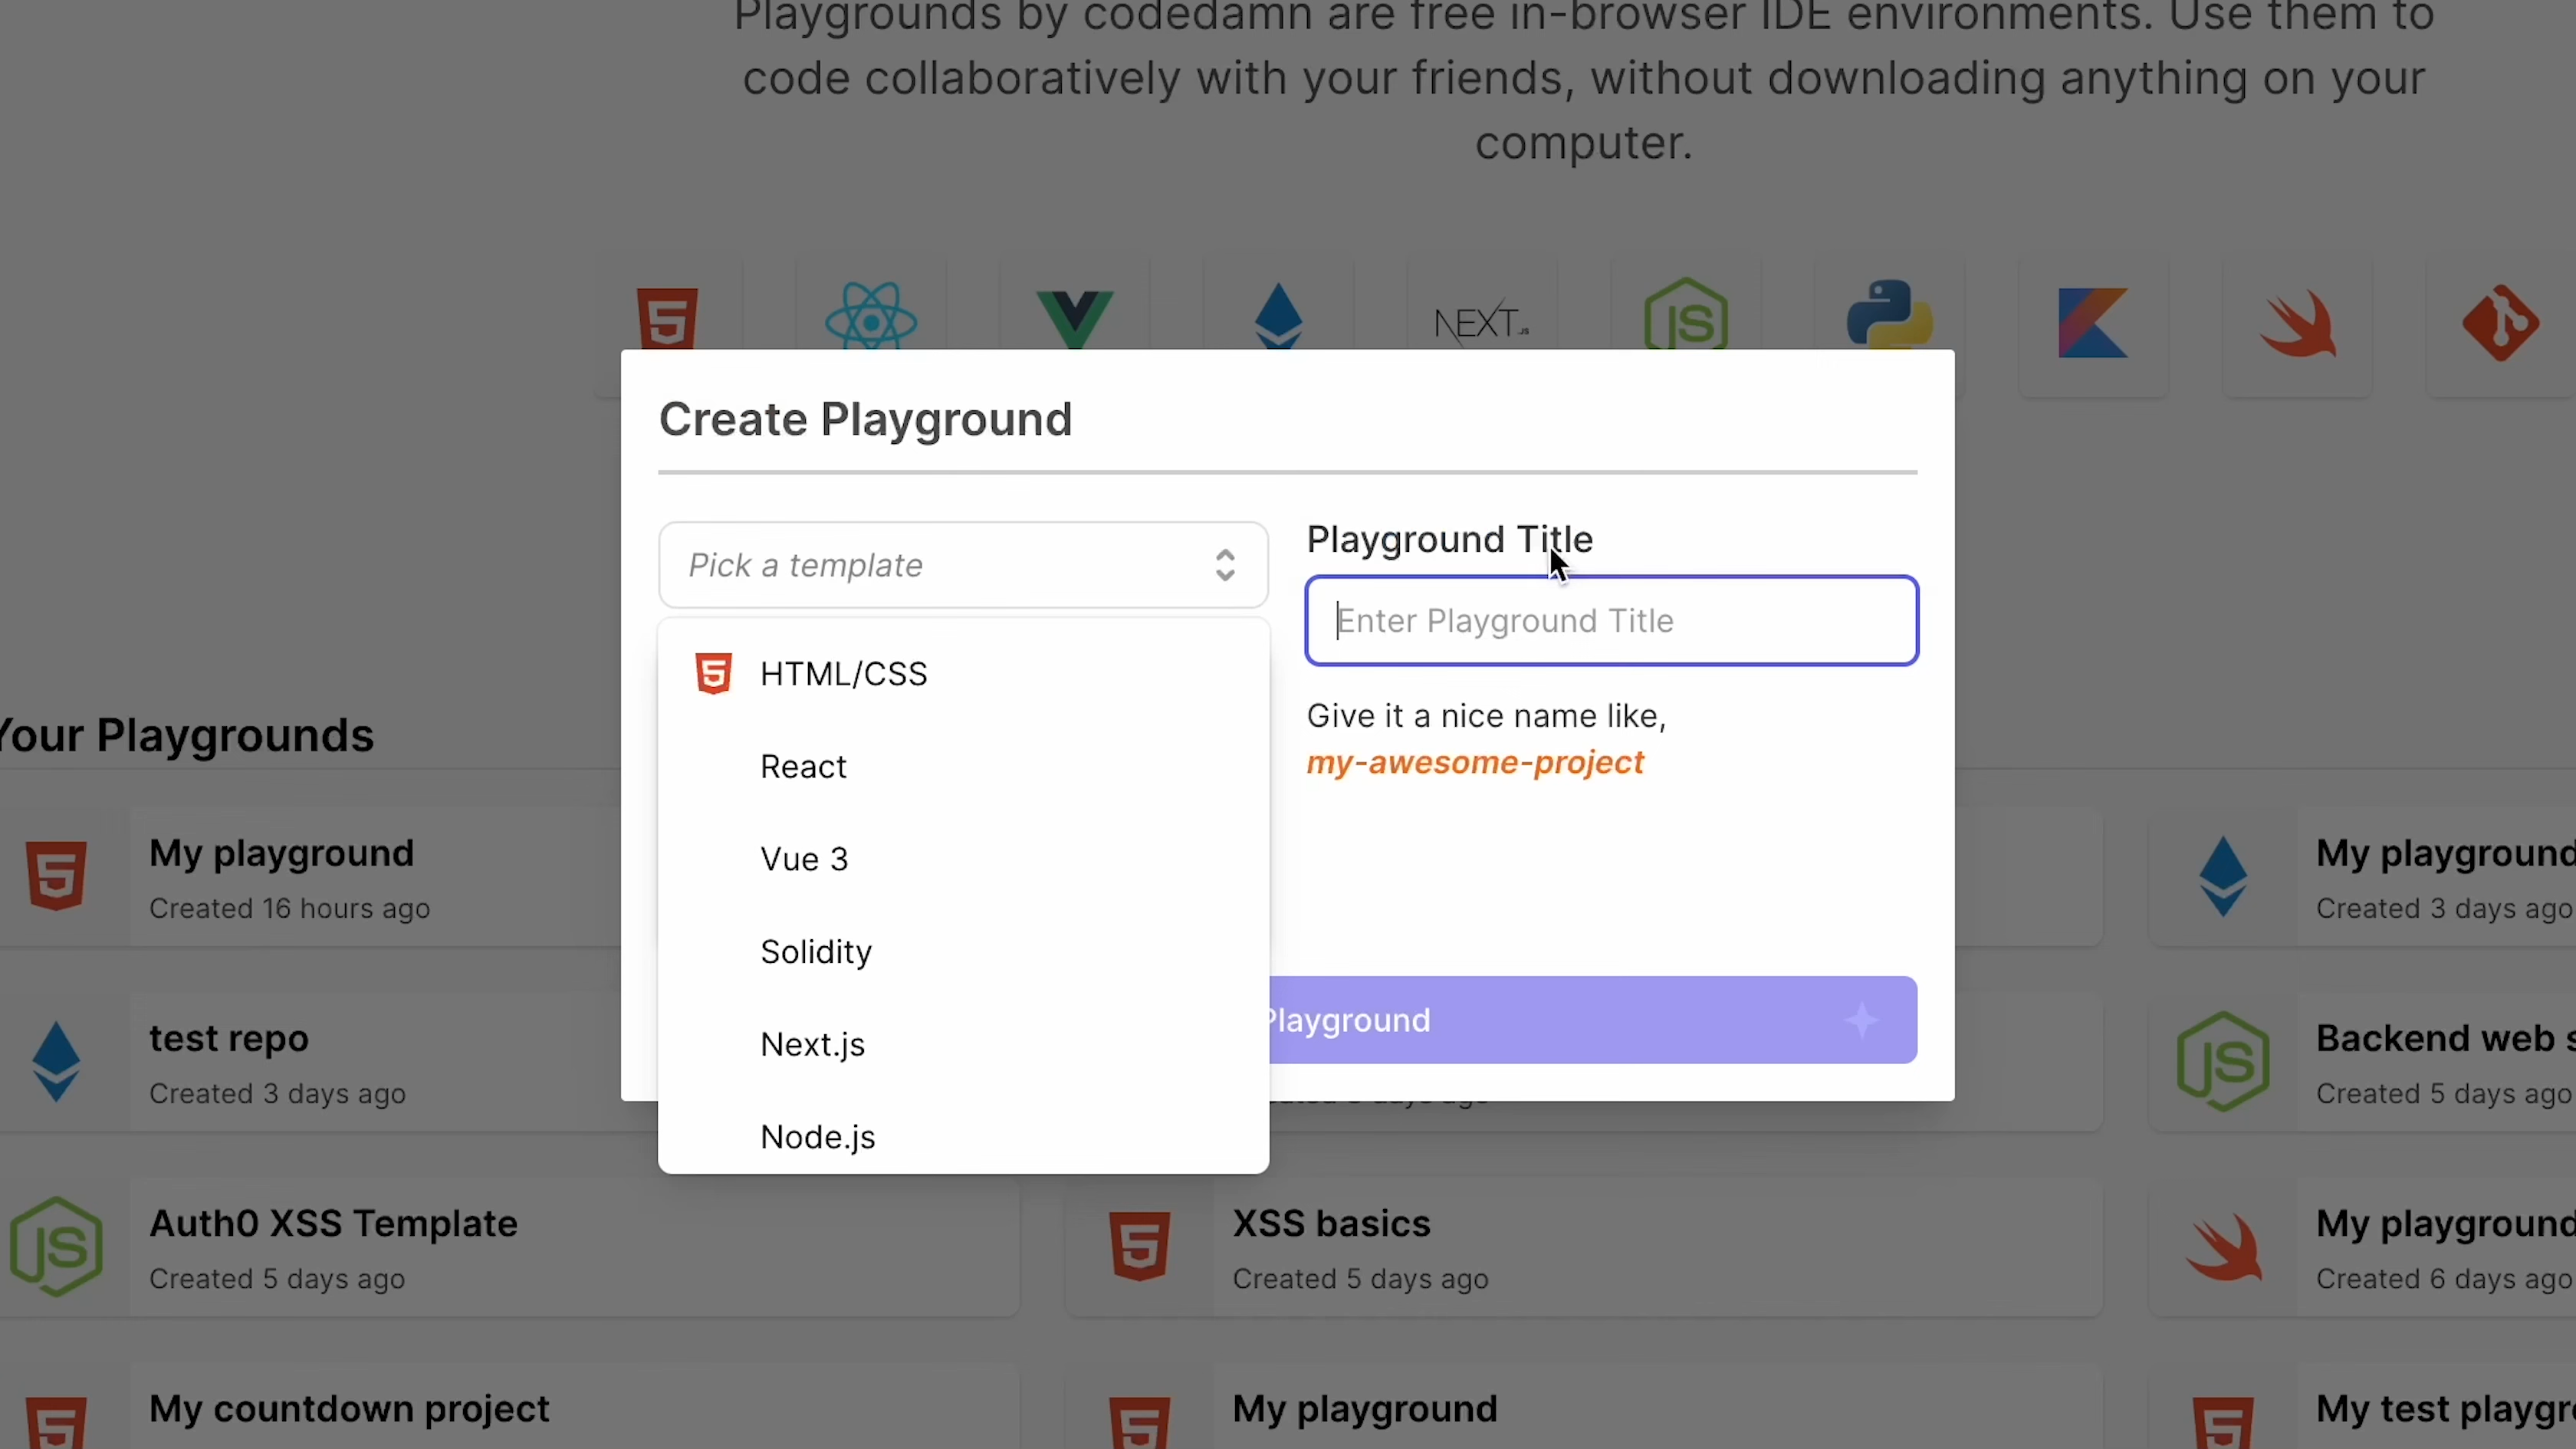 Playgrounds by codedamn are free in-browser IDE environments. Use them to
code collaboratively with your friends, without downloading anything on your
computer.
NEXT.JS
Create Playground
Pick a template
Playground Title
Enter Playground Title
Give it a nice name like,
my-awesome-project
HTML/CSS
React
Vue 3
Solidity
Next.js
Node.js
Playground
Your Playgrounds
My playground
Created 16 hours ago
My playground
Created 3 days ago
test repo
Created 3 days ago
Backend web s
Created 5 days ago
Auth0 XSS Template
Created 5 days ago
XSS basics
Created 5 days ago
My playground
Created 6 days ago
My countdown project
My playground
My test playgr